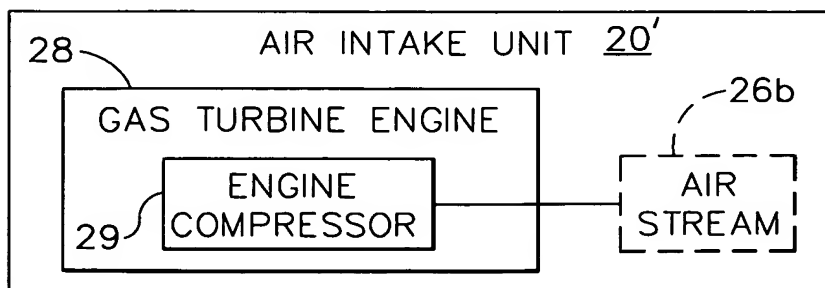 AIR INTAKE UNIT 20′
28
26b
GAS TURBINE ENGINE
ENGINE
COMPRESSOR
AIR
STREAM
29